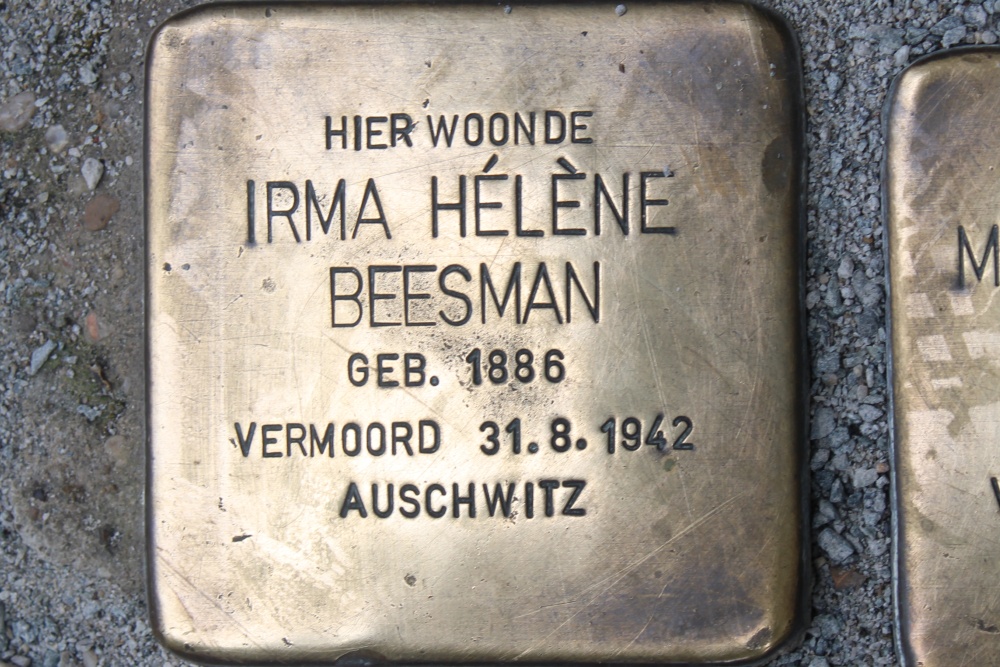 HIER WOONDE
IRMA HÉLÈNE
BEESMAN
GEB. 1886
VERMOORD 31.8.1942
AUSCHWITZ